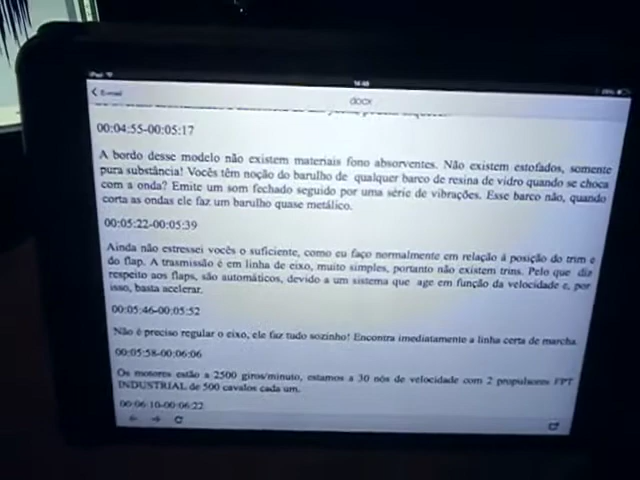 iPad
E-mail
docx
00:04:55-00:05:17
A bordo desse modelo não existem materiais fono absorventes. Não existem estofados, somente
pura substância! Vocês têm noção do barulho de qualquer barco de resina de vidro quando se choca
com a onda? Emite um som fechado seguido por uma série de vibrações. Esse barco não, quando
corta as ondas ele faz um barulho quase metálico.
00:05:22-00:05:39
Ainda não estressei vocês o suficiente, como eu faço normalmente em relação á posição do trim e
do flap. A trasmissão é em linha de eixo, muito simples, portanto não existem trins. Pelo que diz
respeito aos flaps, são automáticos, devido a um sistema que age em função da velocidade e, por
isso, basta acelerar.
00:05:46-00:05:52
Não é preciso regular o eixo, ele faz tudo sozinho! Encontra imediatamente a linha certa de marcha.
00:05:58-00:06:06
Os motores estão a 2500 giros/minuto, estamos a 30 nós de velocidade com 2 propulsores FPT
INDUSTRIAL de 500 cavalos cada um.
00:06:10-00:06:22